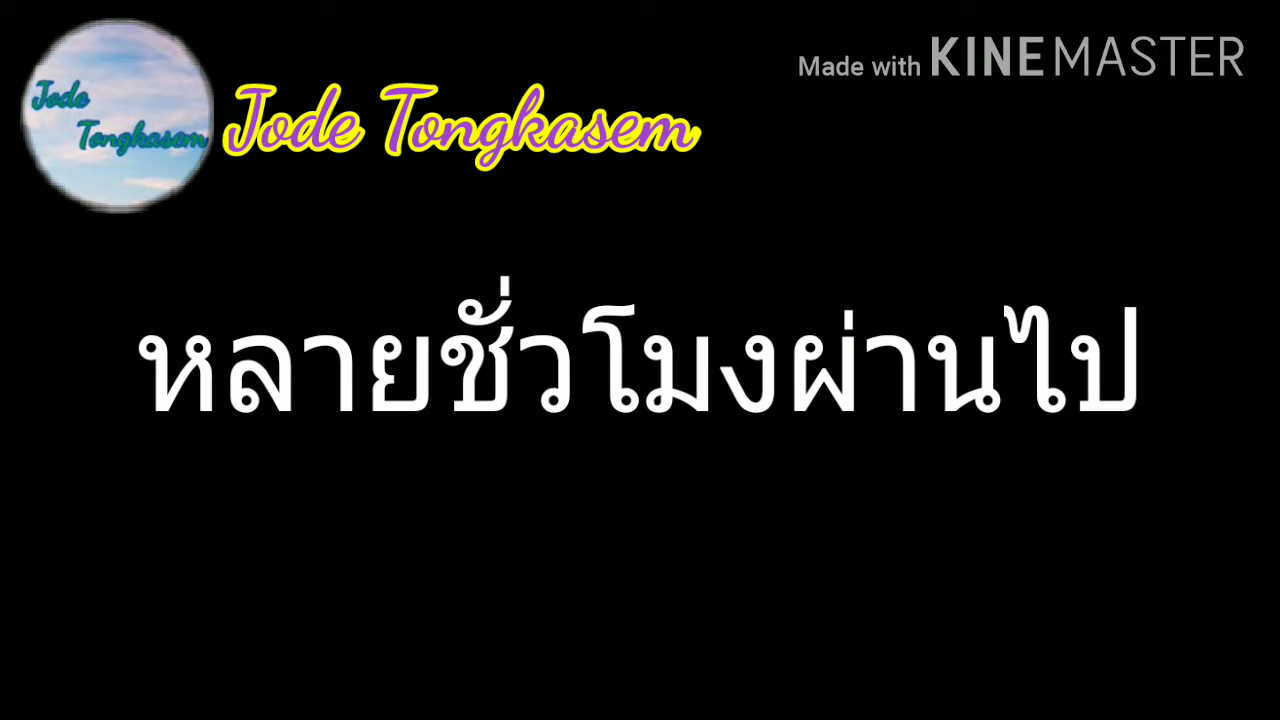 Made with KINEMASTER
Jode
Tongkasem
Jode Tongkasem
หลายชั่วโมงผ่านไป